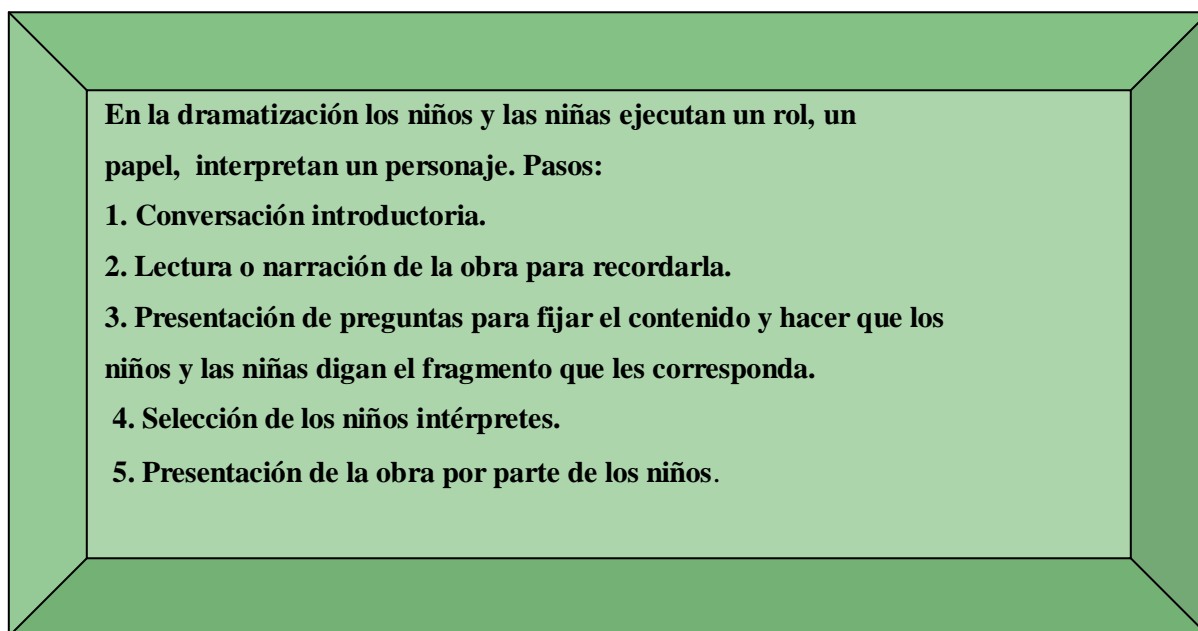 En la dramatización los niños y las niñas ejecutan un rol, un
papel,  interpretan un personaje. Pasos:
1. Conversación introductoria.
2. Lectura o narración de la obra para recordarla.
3. Presentación de preguntas para fijar el contenido y hacer que los
niños y las niñas digan el fragmento que les corresponda.
4. Selección de los niños intérpretes.
5. Presentación de la obra por parte de los niños.